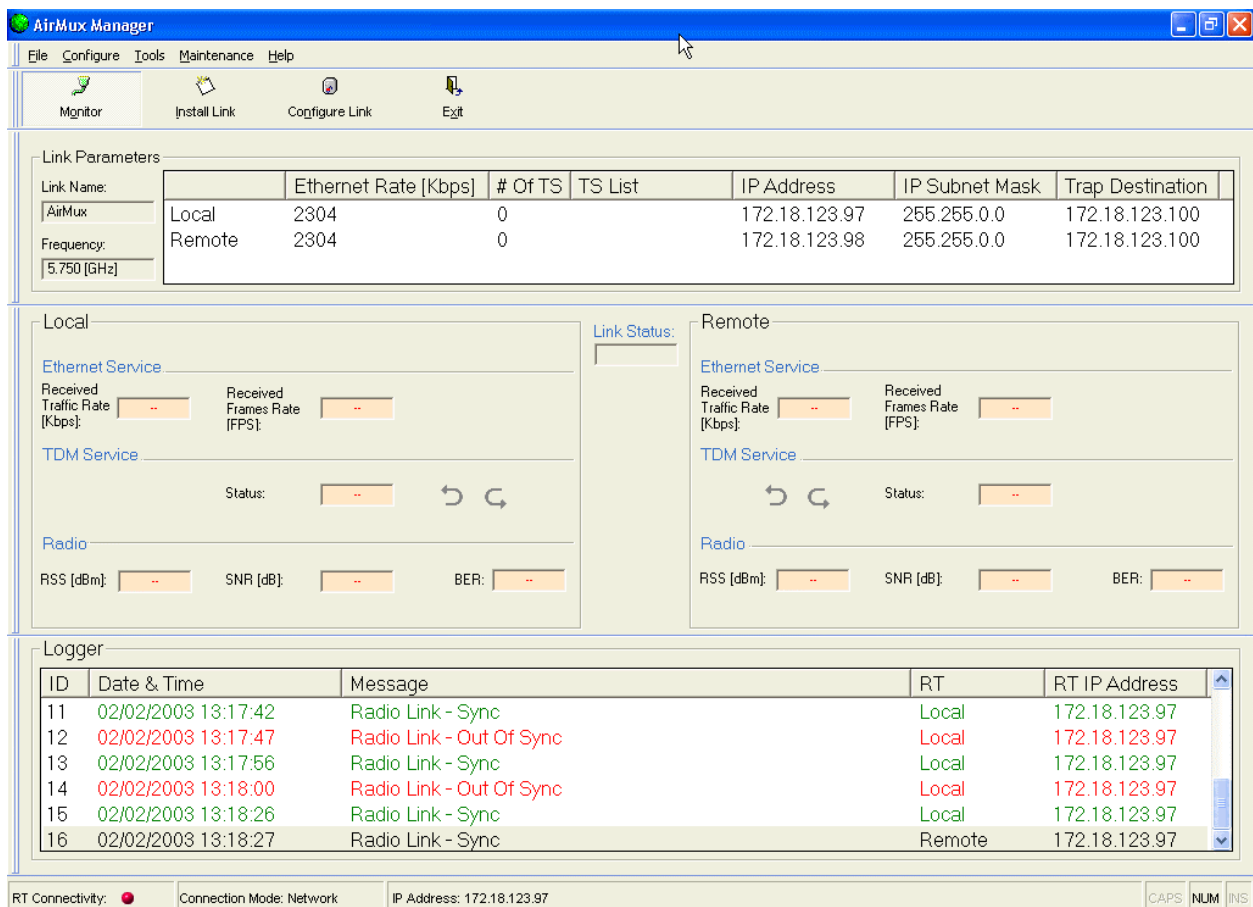 AirMux Manager
File Configure Tools Maintenance Help
Monitor Install Link Configure Link Exit
Link Parameters
Link Name:
AirMux
Frequency:
5.750 [GHz]
Ethernet Rate [Kbps] # Of TS TS List IP Address IP Subnet Mask Trap Destination
Local 2304 0 172.18.123.97 255.255.0.0 172.18.123.100
Remote 2304 0 172.18.123.98 255.255.0.0 172.18.123.100
Local
Ethernet Service
Received Traffic Rate [Kbps]: -- Received Frames Rate [FPS]: --
TDM Service
Status: --
Radio
RSS [dBm]: -- SNR [dB]: -- BER: --
Link Status:
Remote
Ethernet Service
Received Traffic Rate [Kbps]: -- Received Frames Rate [FPS]: --
TDM Service
Status: --
Radio
RSS [dBm]: -- SNR [dB]: -- BER: --
Logger
ID Date & Time Message RT RT IP Address
11 02/02/2003 13:17:42 Radio Link - Sync Local 172.18.123.97
12 02/02/2003 13:17:47 Radio Link - Out Of Sync Local 172.18.123.97
13 02/02/2003 13:17:56 Radio Link - Sync Local 172.18.123.97
14 02/02/2003 13:18:00 Radio Link - Out Of Sync Local 172.18.123.97
15 02/02/2003 13:18:26 Radio Link - Sync Local 172.18.123.97
16 02/02/2003 13:18:27 Radio Link - Sync Remote 172.18.123.97
RT Connectivity: Connection Mode: Network IP Address: 172.18.123.97 CAPS NUM INS